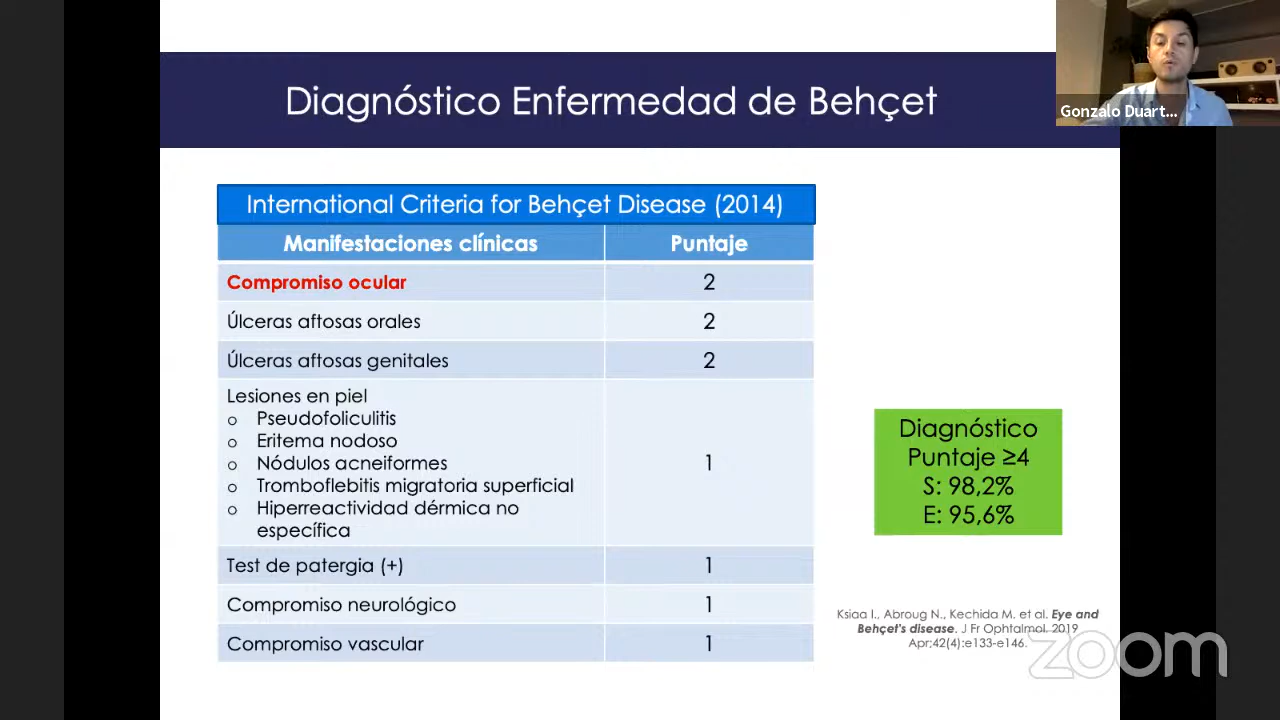 Diagnóstico Enfermedad de Behçet
Gonzalo Duart...
International Criteria for Behçet Disease (2014)
Manifestaciones clínicas Puntaje
Compromiso ocular 2
Úlceras aftosas orales 2
Úlceras aftosas genitales 2
Lesiones en piel
o Pseudofoliculitis
o Eritema nodoso
o Nódulos acneiformes 1
o Tromboflebitis migratoria superficial
o Hiperreactividad dérmica no
específica
Test de patergia (+) 1
Compromiso neurológico 1
Compromiso vascular 1
Diagnóstico
Puntaje ≥4
S: 98,2%
E: 95,6%
Ksiaa I., Abroug N., Kechida M. et al. Eye and
Behçet's disease. J Fr Ophtalmol. 2019
Apr;42(4):e133-e146.
zoom